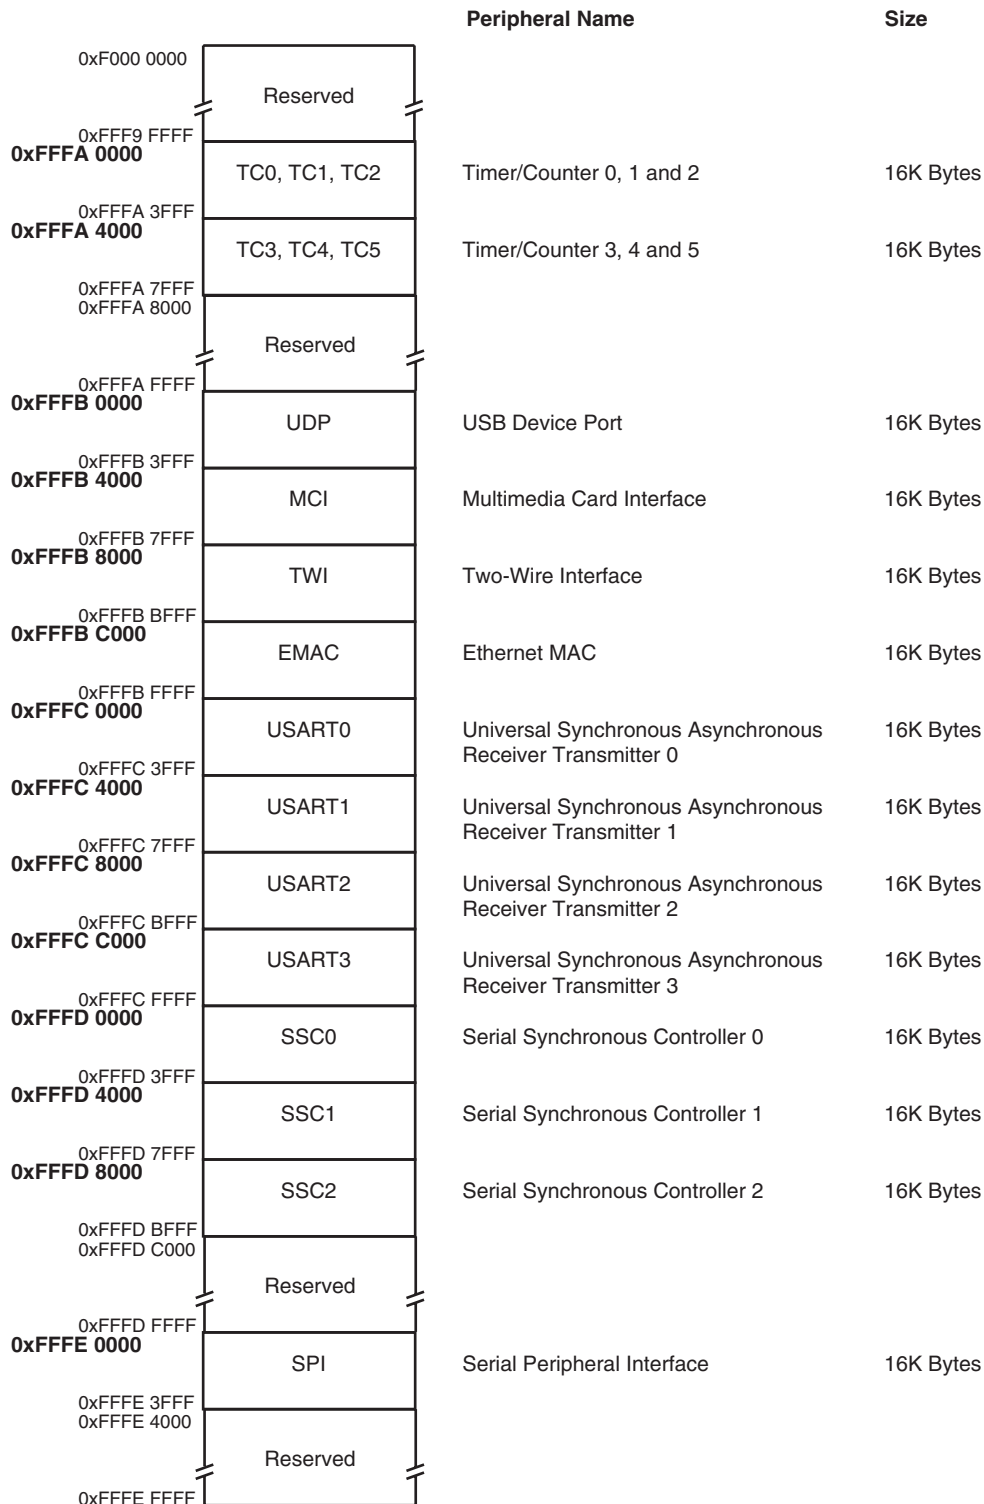 Peripheral Name Size
0xF000 0000
Reserved
0xFFF9 FFFF
0xFFFA 0000
TC0, TC1, TC2 Timer/Counter 0, 1 and 2 16K Bytes
0xFFFA 3FFF
0xFFFA 4000
TC3, TC4, TC5 Timer/Counter 3, 4 and 5 16K Bytes
0xFFFA 7FFF
0xFFFA 8000
Reserved
0xFFFA FFFF
0xFFFB 0000
UDP USB Device Port 16K Bytes
0xFFFB 3FFF
0xFFFB 4000
MCI Multimedia Card Interface 16K Bytes
0xFFFB 7FFF
0xFFFB 8000
TWI Two-Wire Interface 16K Bytes
0xFFFB BFFF
0xFFFB C000
EMAC Ethernet MAC 16K Bytes
0xFFFB FFFF
0xFFFC 0000
USART0 Universal Synchronous Asynchronous 16K Bytes
Receiver Transmitter 0
0xFFFC 3FFF
0xFFFC 4000
USART1 Universal Synchronous Asynchronous 16K Bytes
Receiver Transmitter 1
0xFFFC 7FFF
0xFFFC 8000
USART2 Universal Synchronous Asynchronous 16K Bytes
Receiver Transmitter 2
0xFFFC BFFF
0xFFFC C000
USART3 Universal Synchronous Asynchronous 16K Bytes
Receiver Transmitter 3
0xFFFC FFFF
0xFFFD 0000
SSC0 Serial Synchronous Controller 0 16K Bytes
0xFFFD 3FFF
0xFFFD 4000
SSC1 Serial Synchronous Controller 1 16K Bytes
0xFFFD 7FFF
0xFFFD 8000
SSC2 Serial Synchronous Controller 2 16K Bytes
0xFFFD BFFF
0xFFFD C000
Reserved
0xFFFD FFFF
0xFFFE 0000
SPI Serial Peripheral Interface 16K Bytes
0xFFFE 3FFF
0xFFFE 4000
Reserved
0xFFFE FFFF